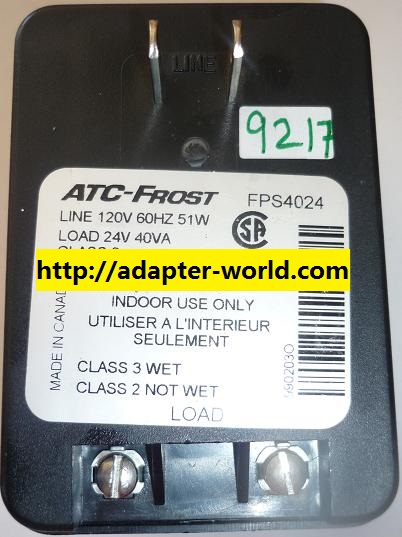 LINE
9217
ATC-FROST FPS4024
LINE 120V 60HZ 51W
LOAD 24V 40VA
http://adapter-world.com/
INDOOR USE ONLY
UTILISER A L'INTERIEUR
SEULEMENT
CLASS 3 WET
CLASS 2 NOT WET
MADE IN CANADA
LOAD